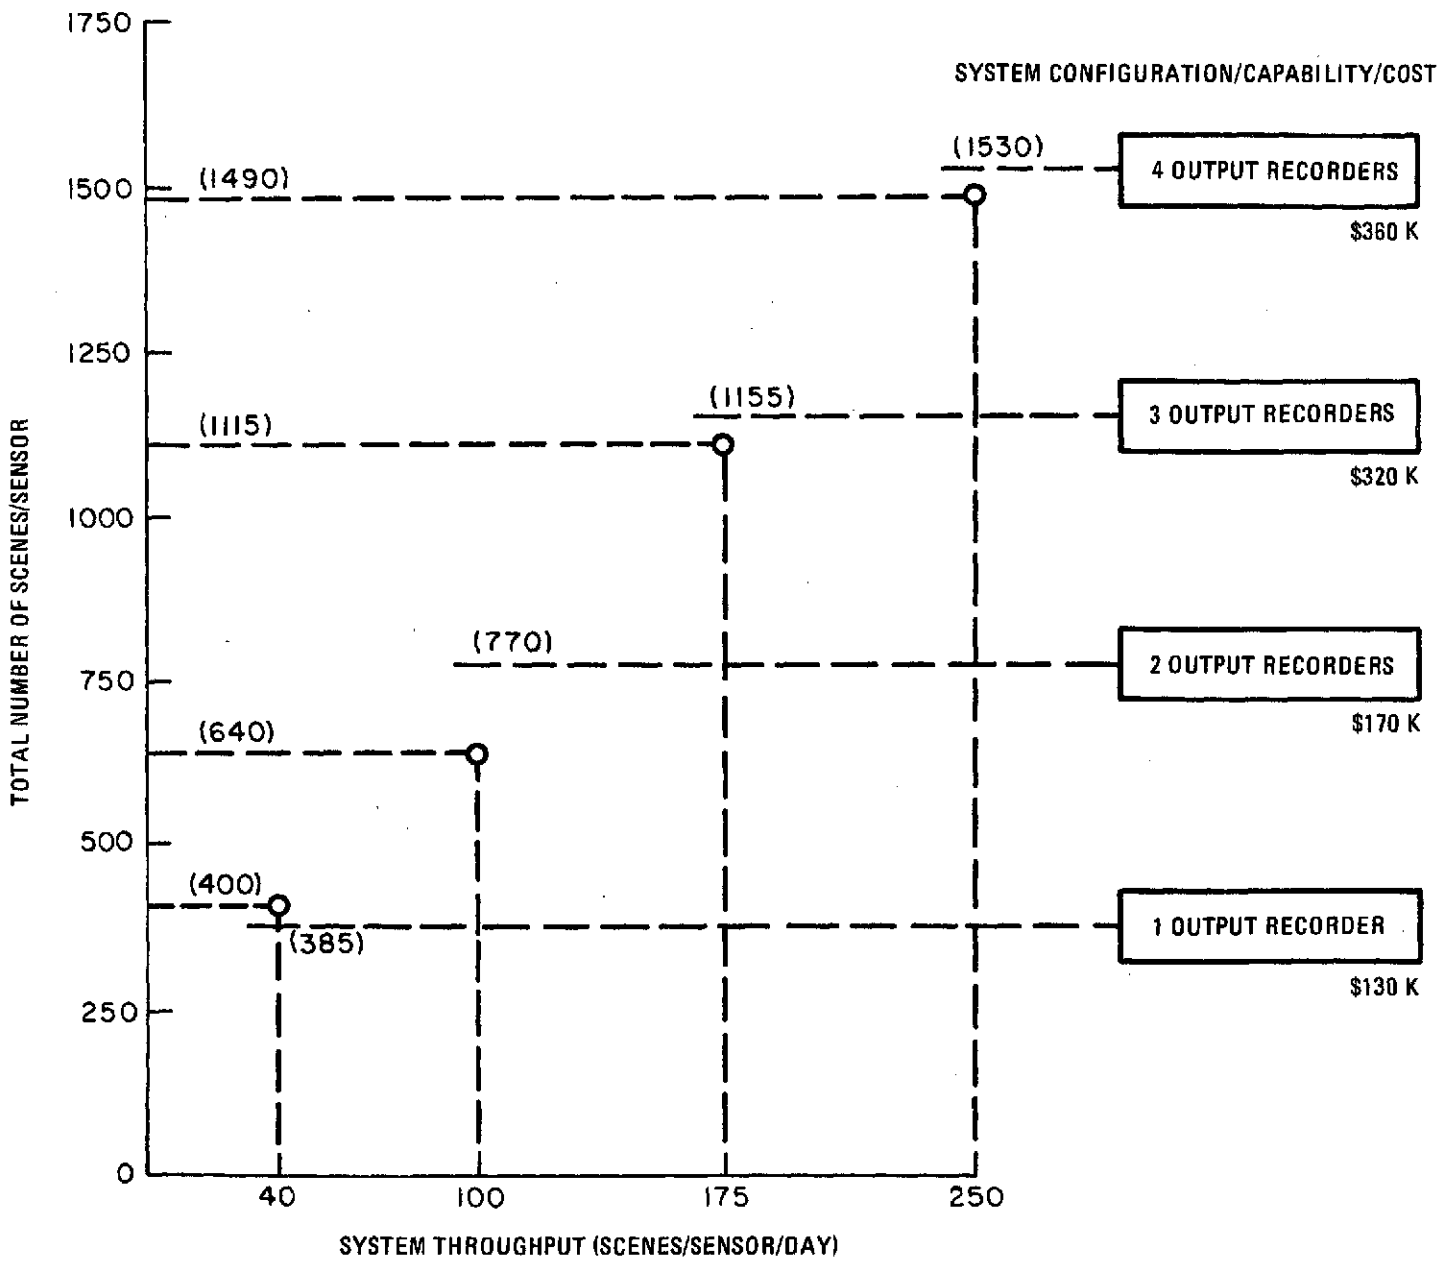 1750
SYSTEM CONFIGURATION/CAPABILITY/COST
(1530)
4 OUTPUT RECORDERS
1500
(1490)
$360 K
1250
(1155)
3 OUTPUT RECORDERS
(1115)
$320 K
TOTAL NUMBER OF SCENES/SENSOR
1000
(770)
2 OUTPUT RECORDERS
750
$170 K
(640)
500
(400)
1 OUTPUT RECORDER
(385)
$130 K
250
0
40 100 175 250
SYSTEM THROUGHPUT (SCENES/SENSOR/DAY)